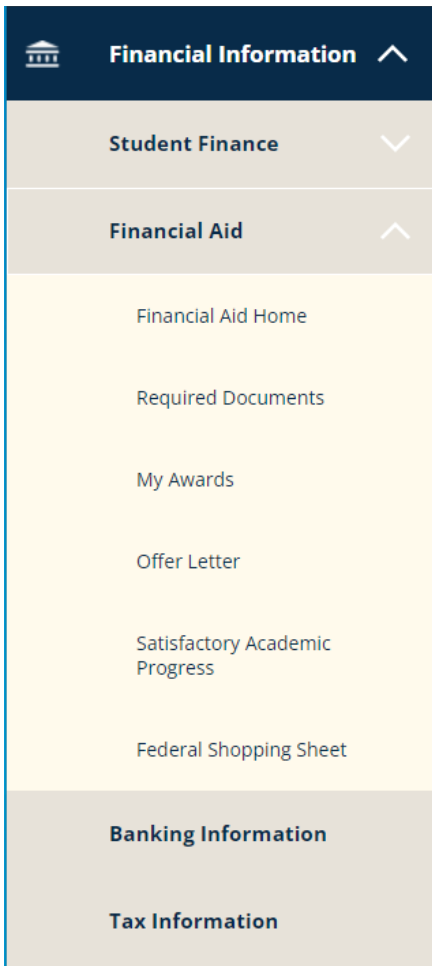 Financial Information
Student Finance
Financial Aid
Financial Aid Home
Required Documents
My Awards
Offer Letter
Satisfactory Academic
Progress
Federal Shopping Sheet
Banking Information
Tax Information